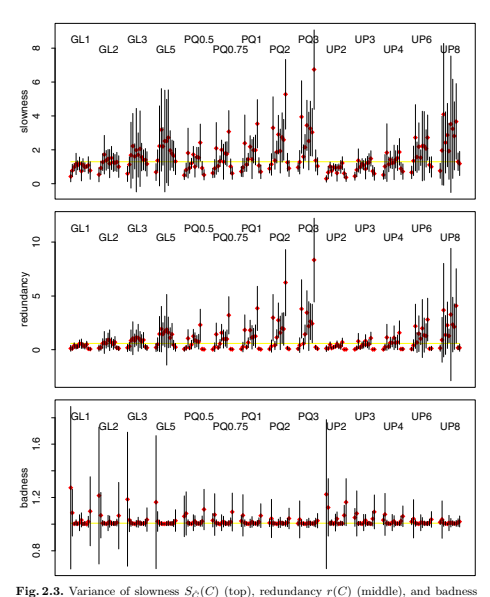 GL1 GL3 PQ0.5 PQ1 PQ3 UP3 UP6
GL2 GL5 PQ0.75 PQ2 UP2 UP4 UP8
slowness
8
6
4
2
0
GL1 GL3 PQ0.5 PQ1 PQ3 UP3 UP6
GL2 GL5 PQ0.75 PQ2 UP2 UP4 UP8
redundancy
10
5
0
GL1 GL3 PQ0.5 PQ1 PQ3 UP3 UP6
GL2 GL5 PQ0.75 PQ2 UP2 UP4 UP8
badness
1.6
1.2
0.8
Fig. 2.3. Variance of slowness S_Ĉ(C) (top), redundancy r(C) (middle), and badness